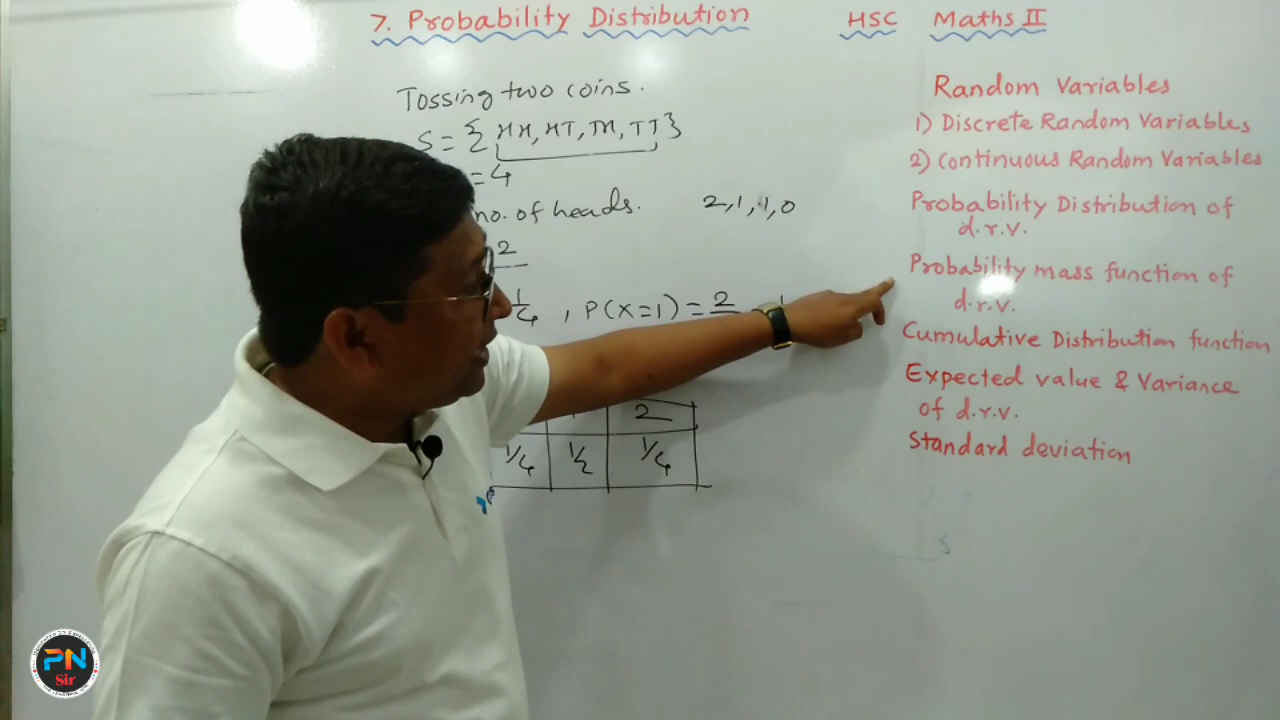 7. Probability Distribution HSC Maths II
Tossing two coins.
S = { HH, HT, TH, TT }
= 4
no. of heads. 2, 1, 1, 0
2
1/4 , P(X=1) = 2
2
1/4 1/2 1/4
Random Variables
1) Discrete Random Variables
2) Continuous Random Variables
Probability Distribution of
d.r.v.
Probability mass function of
d.r.v.
Cumulative Distribution function
Expected value & Variance
of d.r.v.
Standard deviation
PN
Sir